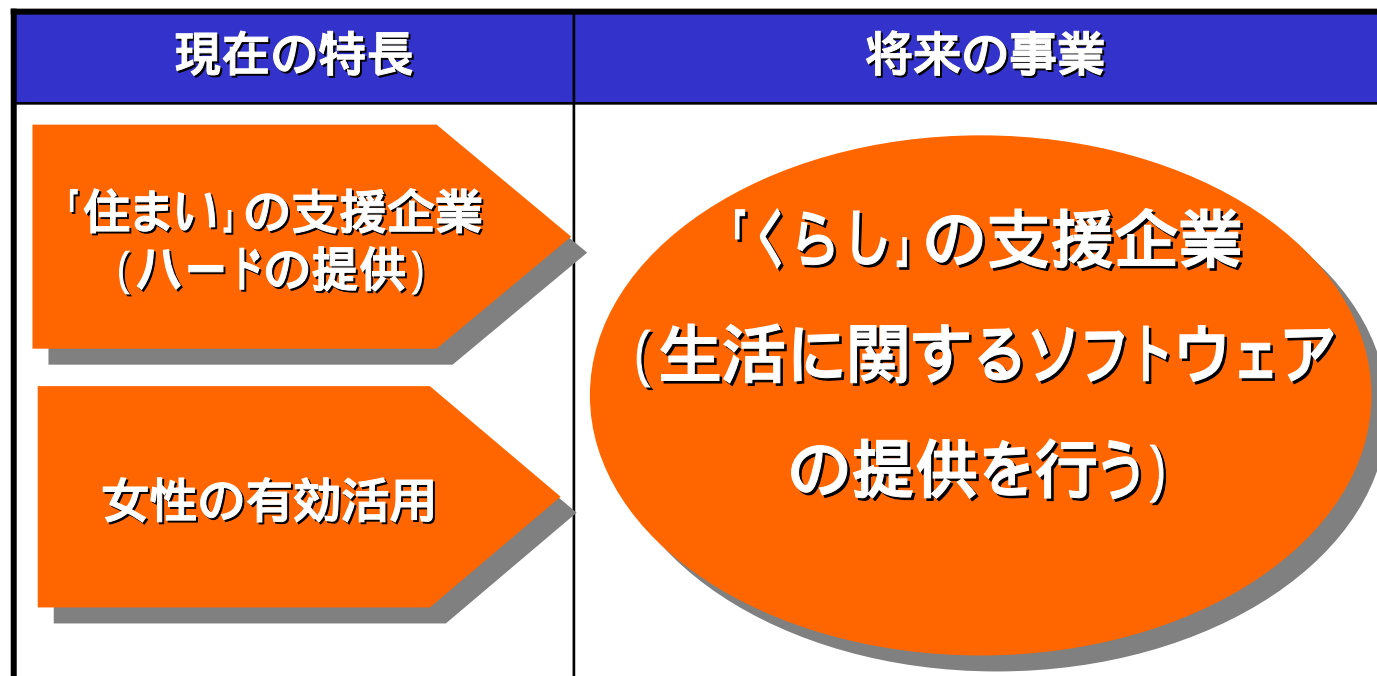 現在の特長
将来の事業
「住まい」の支援企業
(ハードの提供)
女性の有効活用
「くらし」の支援企業
(生活に関するソフトウェア
の提供を行う)